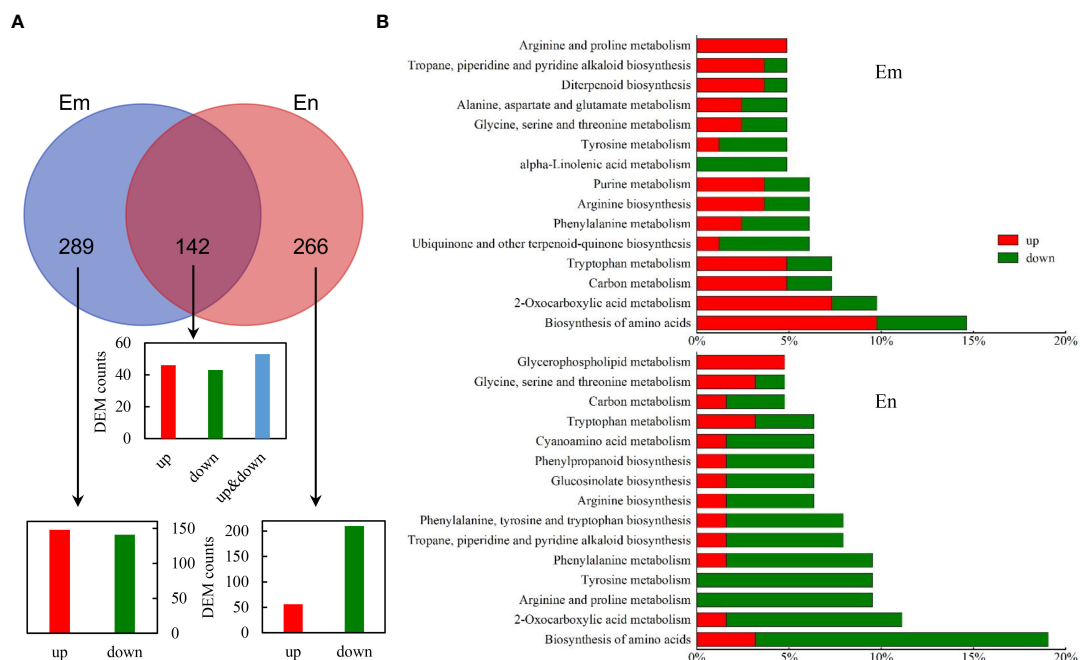 A
Em
En
289
142
266
DEM counts
60
40
20
0
up
down
up&down
150
100
50
0
up
down
DEM counts
200
150
100
50
0
up
down
B
Em
Arginine and proline metabolism
Tropane, piperidine and pyridine alkaloid biosynthesis
Diterpenoid biosynthesis
Alanine, aspartate and glutamate metabolism
Glycine, serine and threonine metabolism
Tyrosine metabolism
alpha-Linolenic acid metabolism
Purine metabolism
Arginine biosynthesis
Phenylalanine metabolism
Ubiquinone and other terpenoid-quinone biosynthesis
Tryptophan metabolism
Carbon metabolism
2-Oxocarboxylic acid metabolism
Biosynthesis of amino acids
up
down
0%
5%
10%
15%
20%
En
Glycerophospholipid metabolism
Glycine, serine and threonine metabolism
Carbon metabolism
Tryptophan metabolism
Cyanoamino acid metabolism
Phenylpropanoid biosynthesis
Glucosinolate biosynthesis
Arginine biosynthesis
Phenylalanine, tyrosine and tryptophan biosynthesis
Tropane, piperidine and pyridine alkaloid biosynthesis
Phenylalanine metabolism
Tyrosine metabolism
Arginine and proline metabolism
2-Oxocarboxylic acid metabolism
Biosynthesis of amino acids
0%
5%
10%
15%
20%